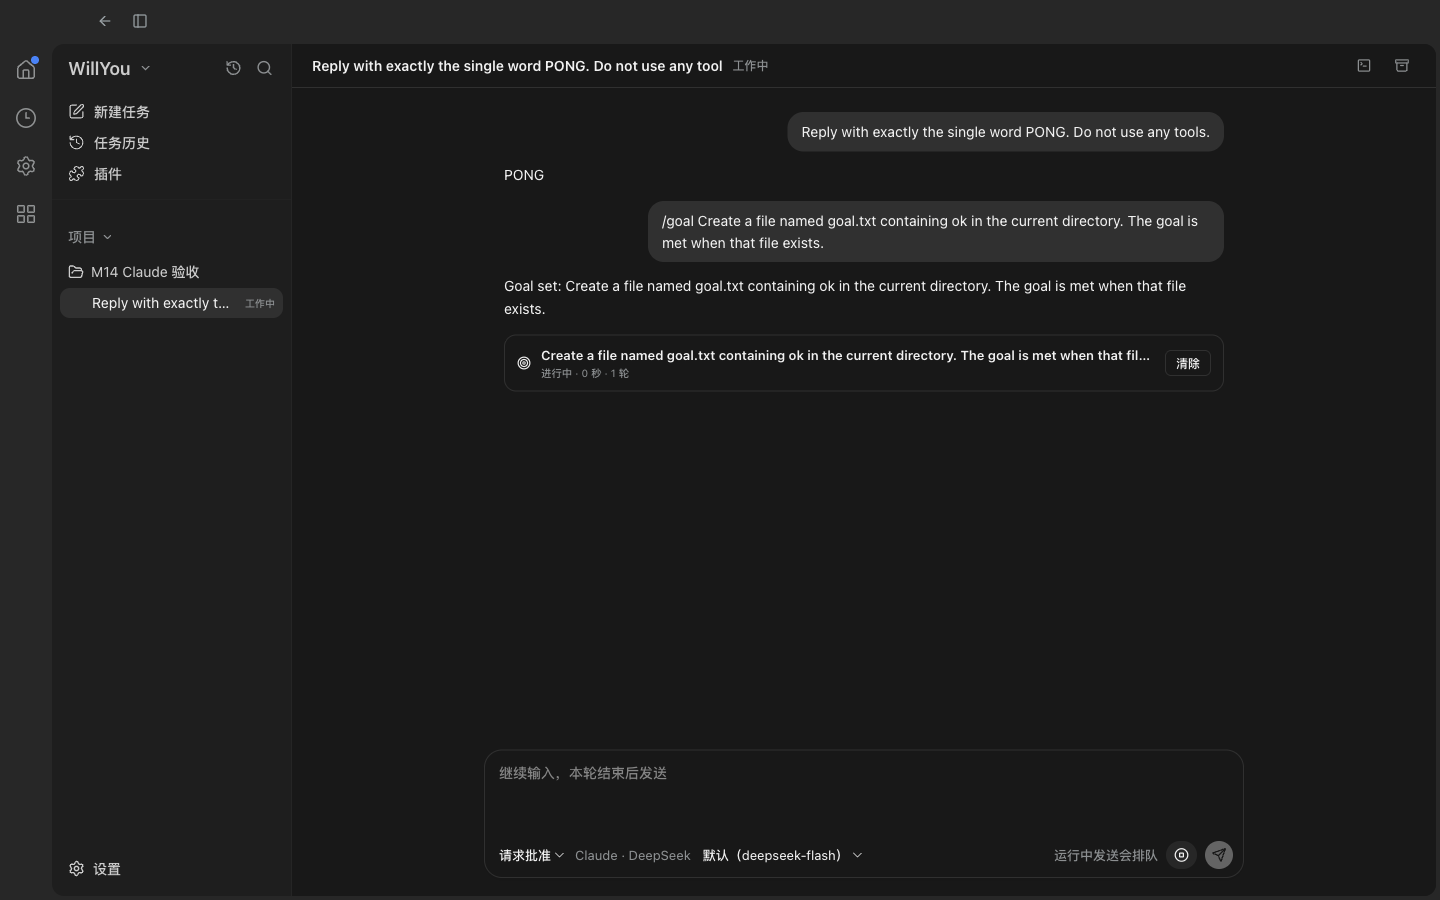 WillYou
新建任务
任务历史
插件
项目
M14 Claude 验收
Reply with exactly t... 工作中
设置
Reply with exactly the single word PONG. Do not use any tool 工作中
Reply with exactly the single word PONG. Do not use any tools.
PONG
/goal Create a file named goal.txt containing ok in the current directory. The goal is
met when that file exists.
Goal set: Create a file named goal.txt containing ok in the current directory. The goal is met when that file
exists.
Create a file named goal.txt containing ok in the current directory. The goal is met when that fil...
进行中 · 0 秒 · 1 轮
清除
继续输入，本轮结束后发送
请求批准 Claude · DeepSeek 默认（deepseek-flash） 运行中发送会排队